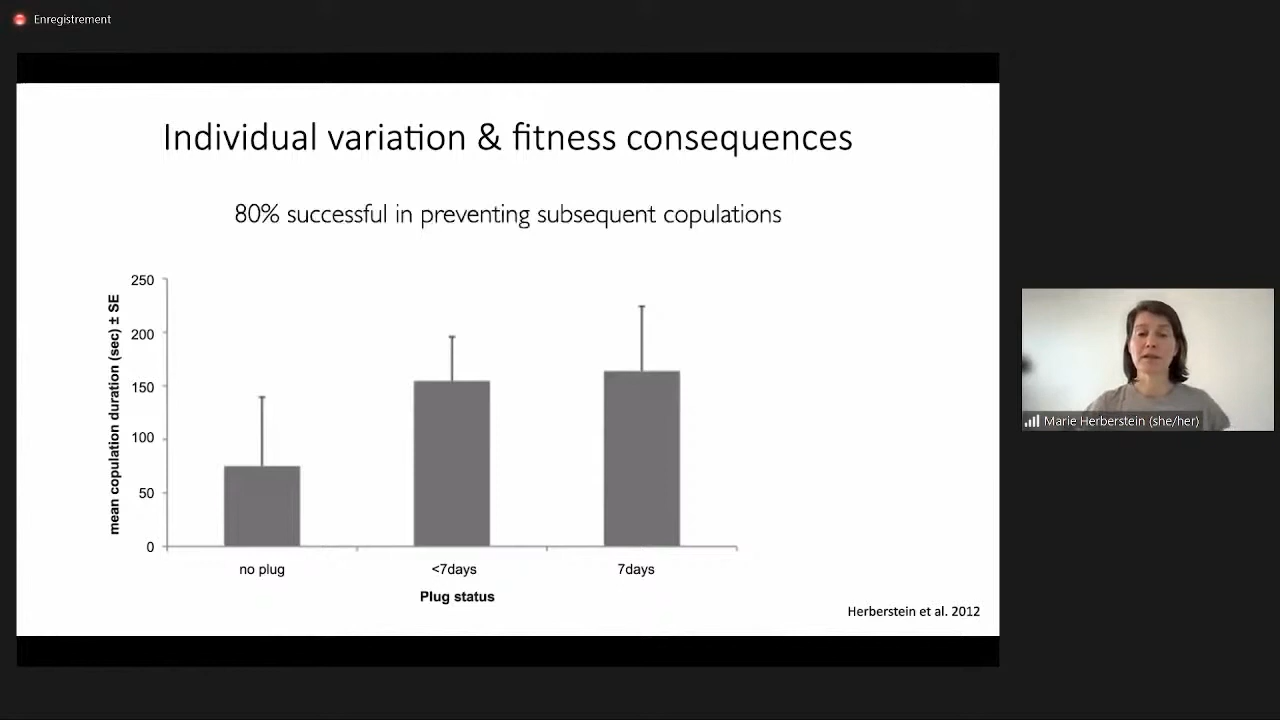 Enregistrement
Individual variation & fitness consequences
80% successful in preventing subsequent copulations
mean copulation duration (sec) ± SE
250
200
150
100
50
0
no plug
<7days
7days
Plug status
Herberstein et al. 2012
Marie Herberstein (she/her)